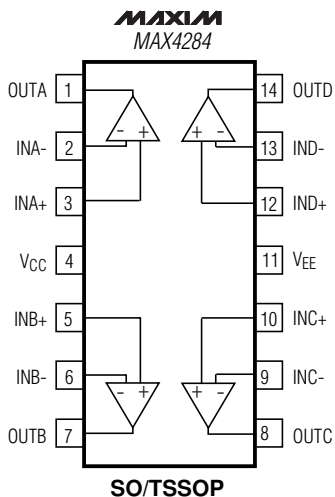 MAXIM
MAX4284
OUTA 1 14 OUTD
- + + -
INA- 2 13 IND-
INA+ 3 12 IND+
VCC 4 11 VEE
INB+ 5 10 INC+
INB- 6 9 INC-
- + + -
OUTB 7 8 OUTC
SO/TSSOP